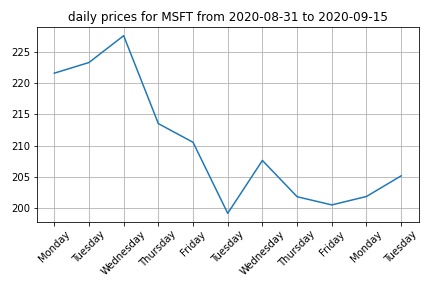 daily prices for MSFT from 2020-08-31 to 2020-09-15
225
220
215
210
205
200
Monday
Tuesday
Wednesday
Thursday
Friday
Tuesday
Wednesday
Thursday
Friday
Monday
Tuesday